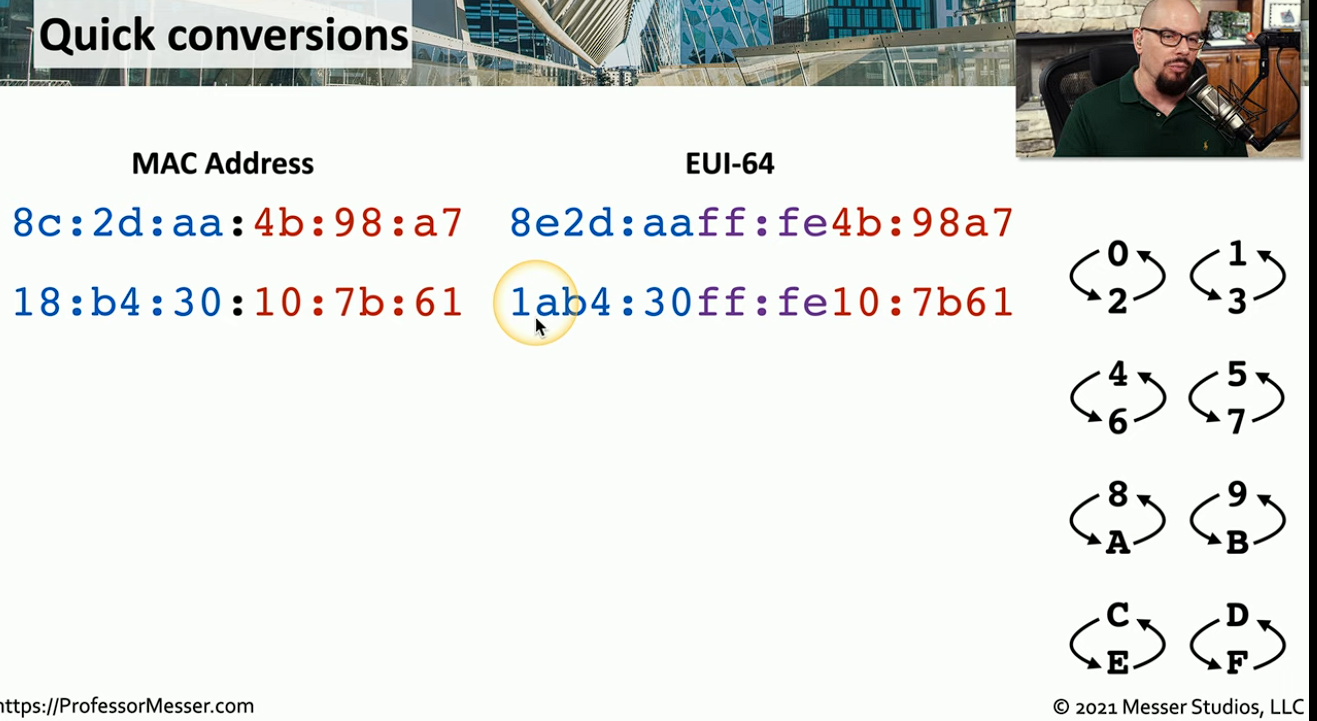 Quick conversions
MAC Address EUI-64
8c:2d:aa:4b:98:a7 8e2d:aaff:fe4b:98a7
18:b4:30:10:7b:61 1ab4:30ff:fe10:7b61
0 1
2 3
4 5
6 7
8 9
A B
C D
E F
ttps://ProfessorMesser.com © 2021 Messer Studios, LLC